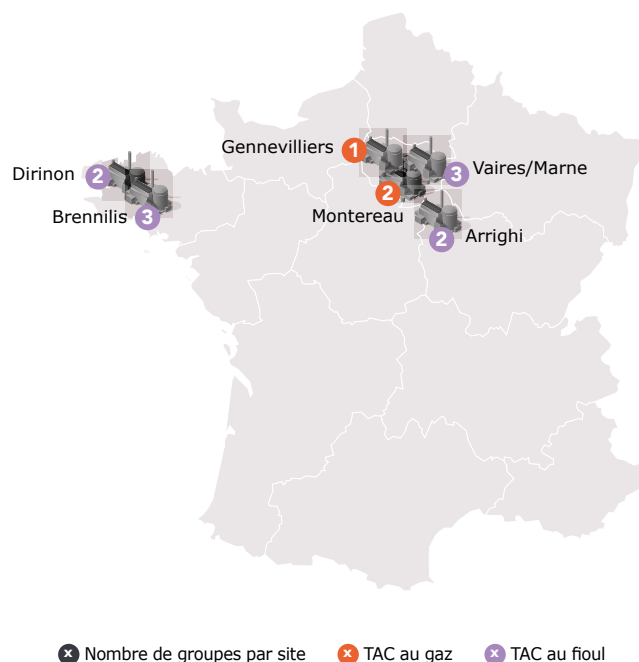 1
Gennevilliers
3
Vaires/Marne
Dirinon
2
2
Brennilis
3
Montereau
2
Arrighi
x Nombre de groupes par site
x TAC au gaz
x TAC au fioul